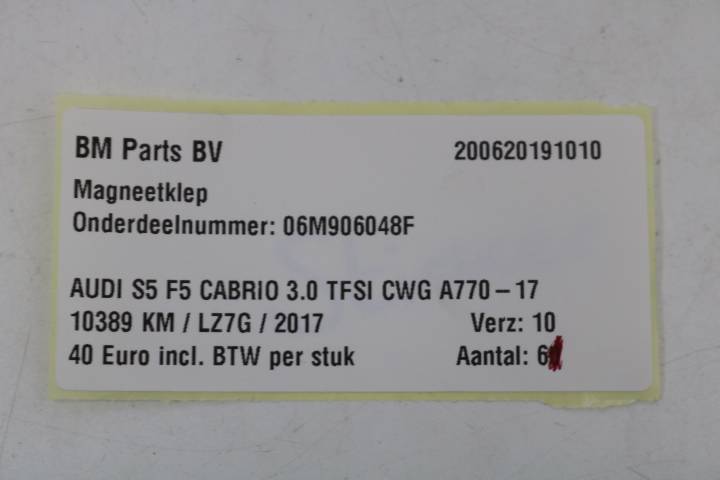 BM Parts BV 200620191010
Magneetklep
Onderdeelnummer: 06M906048F
AUDI S5 F5 CABRIO 3.0 TFSI CWG A770-17
10389 KM / LZ7G / 2017 Verz: 10
40 Euro incl. BTW per stuk Aantal: 6